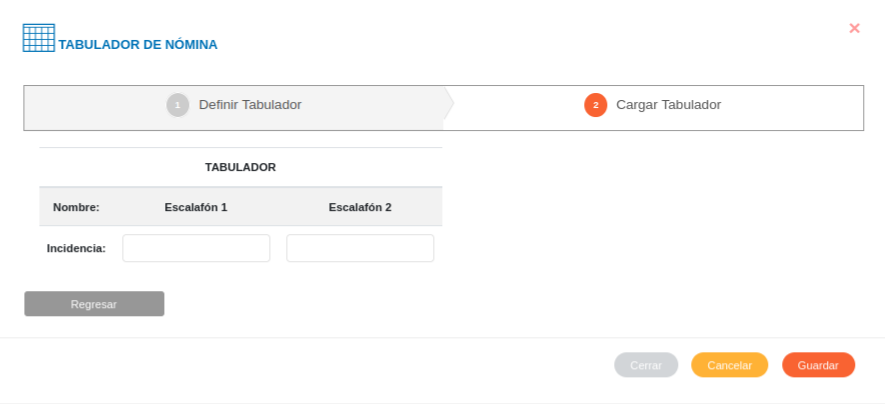 TABULADOR DE NÓMINA
×
1 Definir Tabulador
2 Cargar Tabulador
TABULADOR
Nombre: Escalafón 1 Escalafón 2
Incidencia:
Regresar
Cerrar Cancelar Guardar